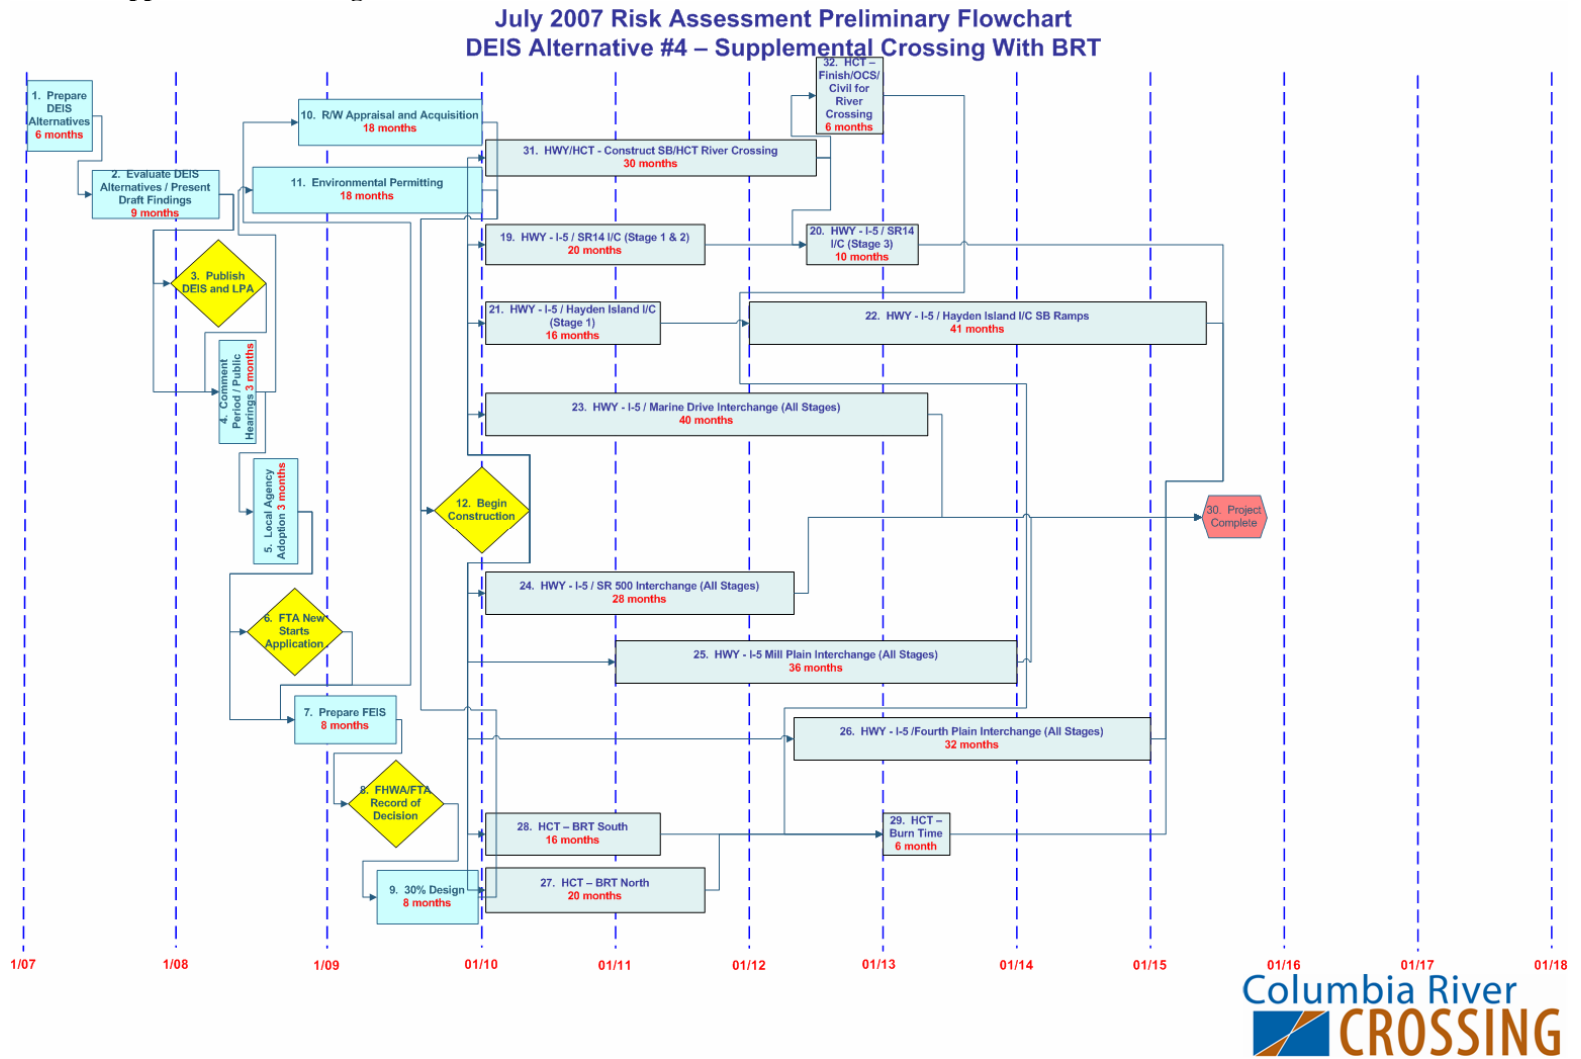 July 2007 Risk Assessment Preliminary Flowchart
DEIS Alternative #4 – Supplemental Crossing With BRT
1. Prepare
DEIS
Alternatives
6 months
2. Evaluate DEIS
Alternatives / Present
Draft Findings
9 months
3. Publish
DEIS and LPA
4. Comment
Period / Public
Hearings 3 months
5. Local Agency
Adoption 3 months
6. FTA New
Starts
Application
7. Prepare FEIS
8 months
8. FHWA/FTA
Record of
Decision
9. 30% Design
8 months
10. R/W Appraisal and Acquisition
18 months
11. Environmental Permitting
18 months
12. Begin
Construction
32. HCT –
Finish/OCS/
Civil for
River
Crossing
6 months
31. HWY/HCT - Construct SB/HCT River Crossing
30 months
19. HWY - I-5 / SR14 I/C (Stage 1 & 2)
20 months
20. HWY - I-5 / SR14
I/C (Stage 3)
10 months
21. HWY - I-5 / Hayden Island I/C
(Stage 1)
16 months
22. HWY - I-5 / Hayden Island I/C SB Ramps
41 months
23. HWY - I-5 / Marine Drive Interchange (All Stages)
40 months
30. Project
Complete
24. HWY - I-5 / SR 500 Interchange (All Stages)
28 months
25. HWY - I-5 Mill Plain Interchange (All Stages)
36 months
26. HWY - I-5 /Fourth Plain Interchange (All Stages)
32 months
28. HCT – BRT South
16 months
29. HCT –
Burn Time
6 month
27. HCT – BRT North
20 months
1/07 1/08 1/09 01/10 01/11 01/12 01/13 01/14 01/15 01/16 01/17 01/18
Columbia River
CROSSING